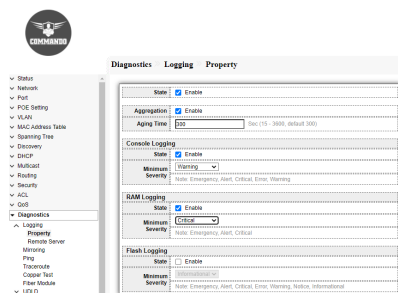 COMMANDO
Diagnostics Logging Property
Status
Network
Port
POE Setting
VLAN
MAC Address Table
Spanning Tree
Discovery
DHCP
Multicast
Routing
Security
ACL
QoS
Diagnostics
Logging
Property
Remote Server
Mirroring
Ping
Traceroute
Copper Test
Fiber Module
UDLD
State Enable
Aggregation Enable
Aging Time 300 Sec (15 - 3600, default 300)
Console Logging
State Enable
Minimum Severity Warning
Note: Emergency, Alert, Critical, Error, Warning
RAM Logging
State Enable
Minimum Severity Critical
Note: Emergency, Alert, Critical
Flash Logging
State Enable
Minimum Severity Informational
Note: Emergency, Alert, Critical, Error, Warning, Notice, Informational